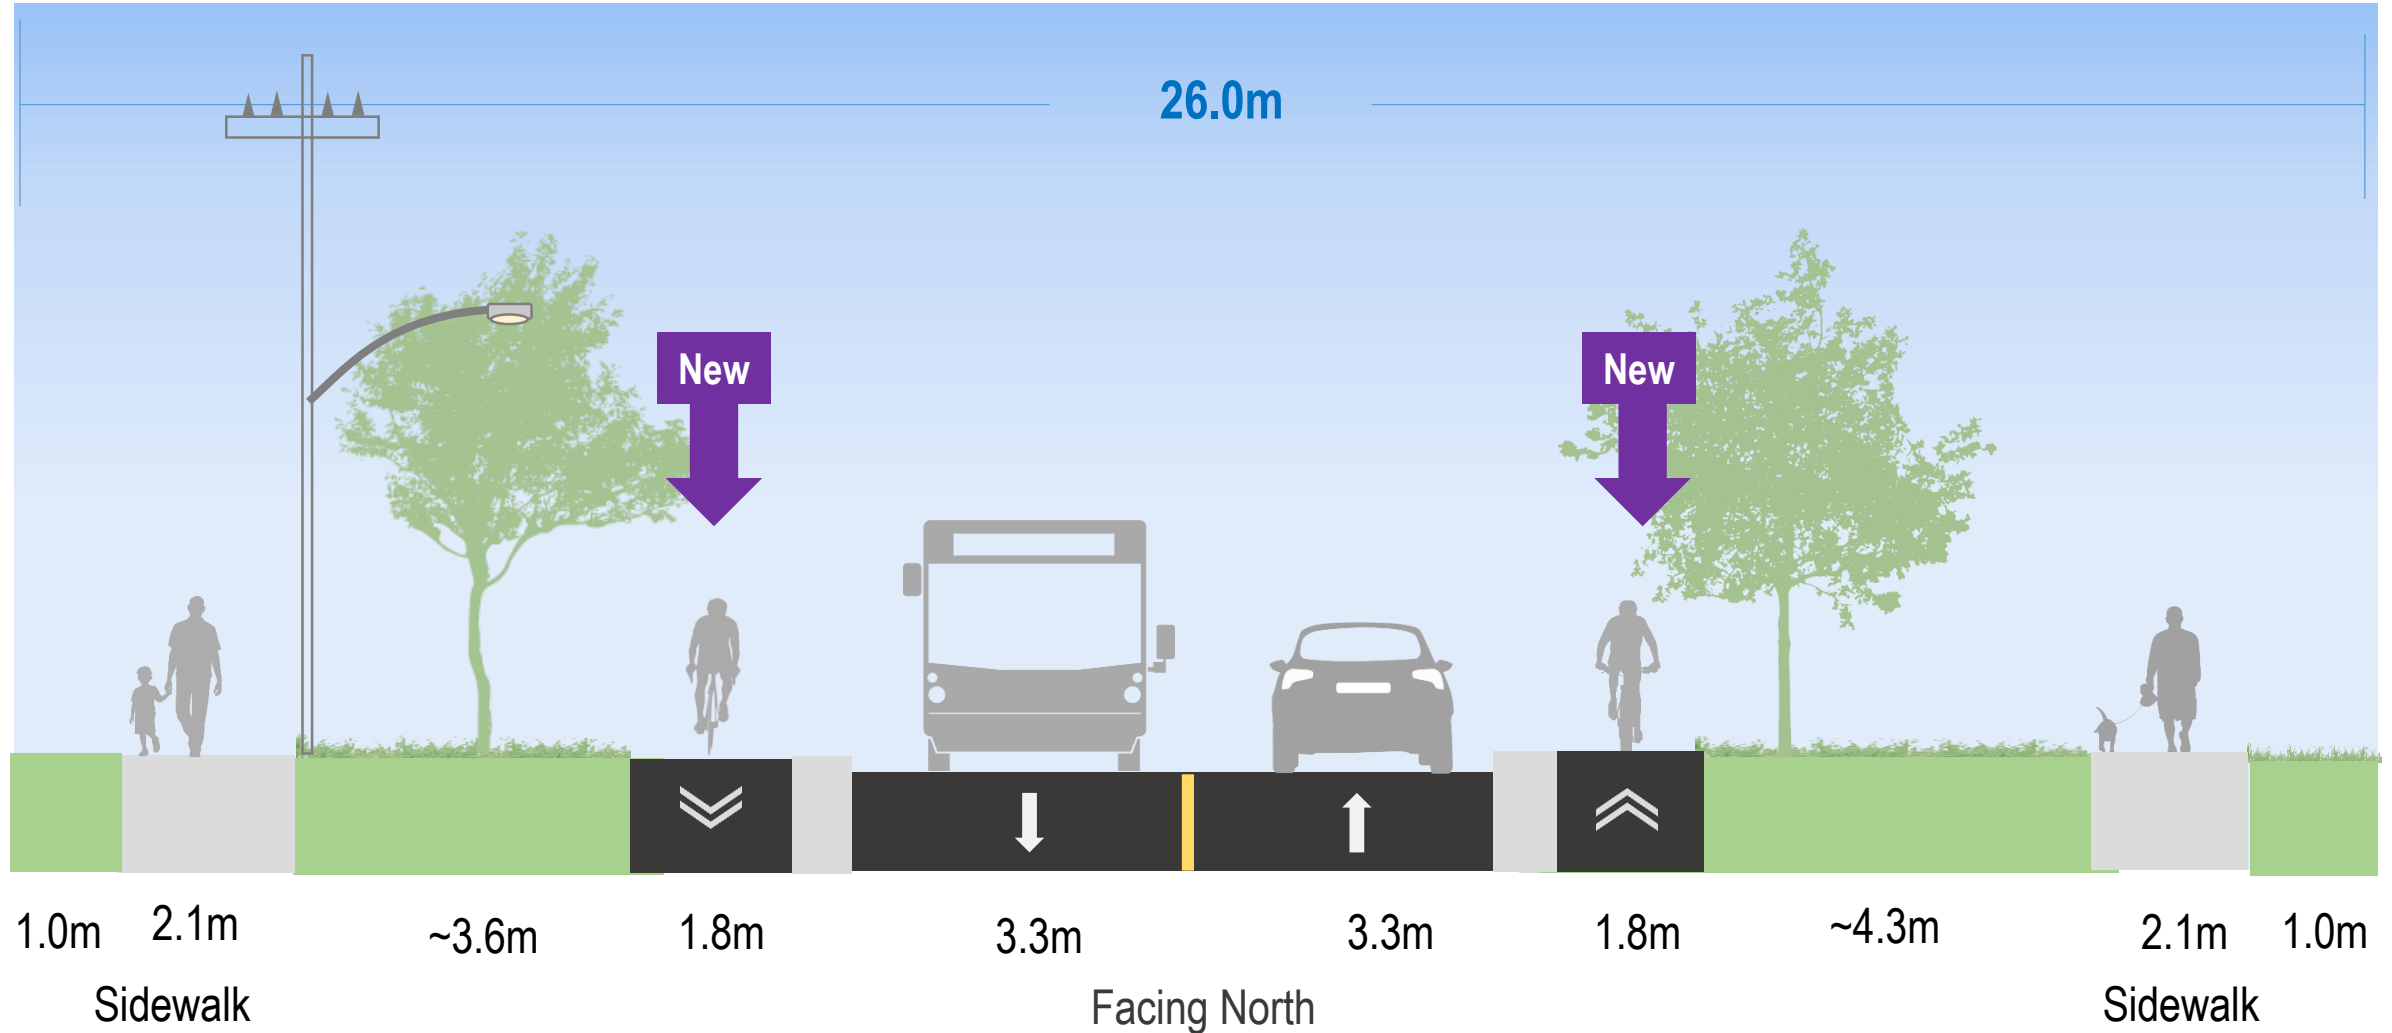 26.0m
New
New
1.0m 2.1m ~3.6m 1.8m 3.3m 3.3m 1.8m ~4.3m 2.1m 1.0m
Sidewalk Facing North Sidewalk